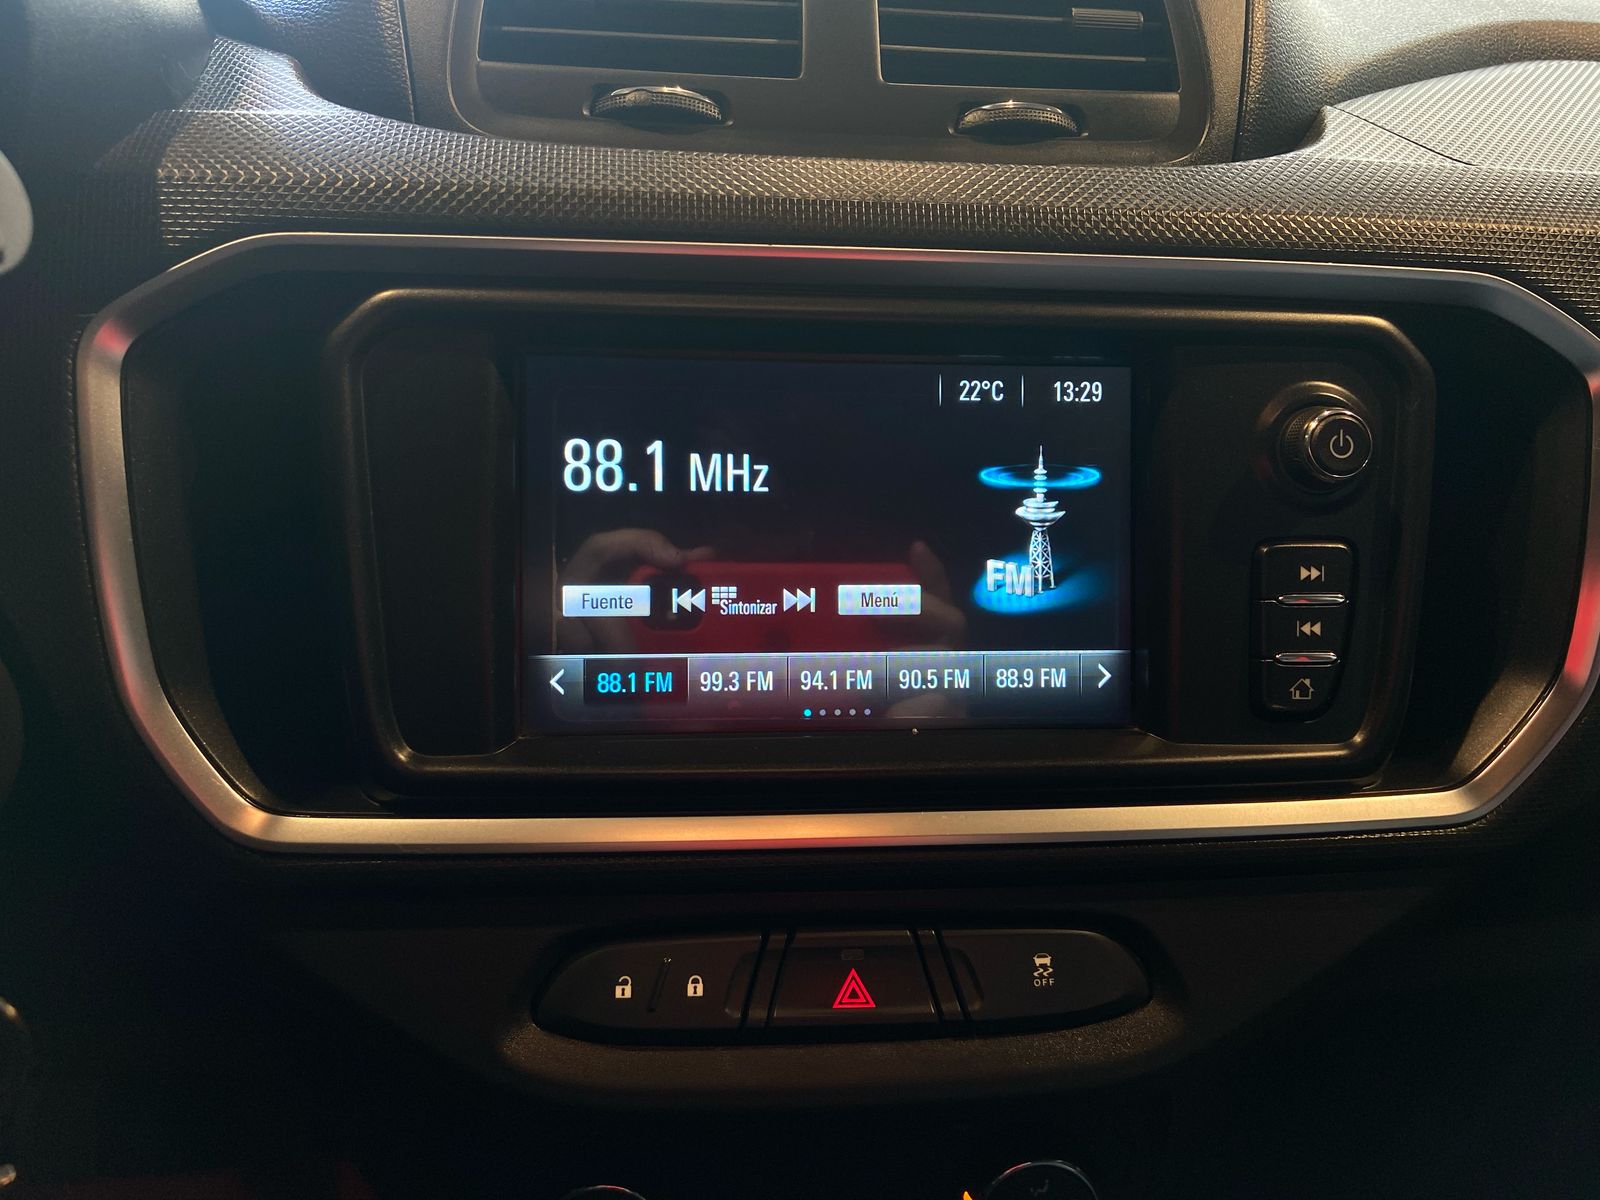 22°C 13:29
88.1 MHz
FM
Fuente Sintonizar Menú
88.1 FM 99.3 FM 94.1 FM 90.5 FM 88.9 FM
OFF